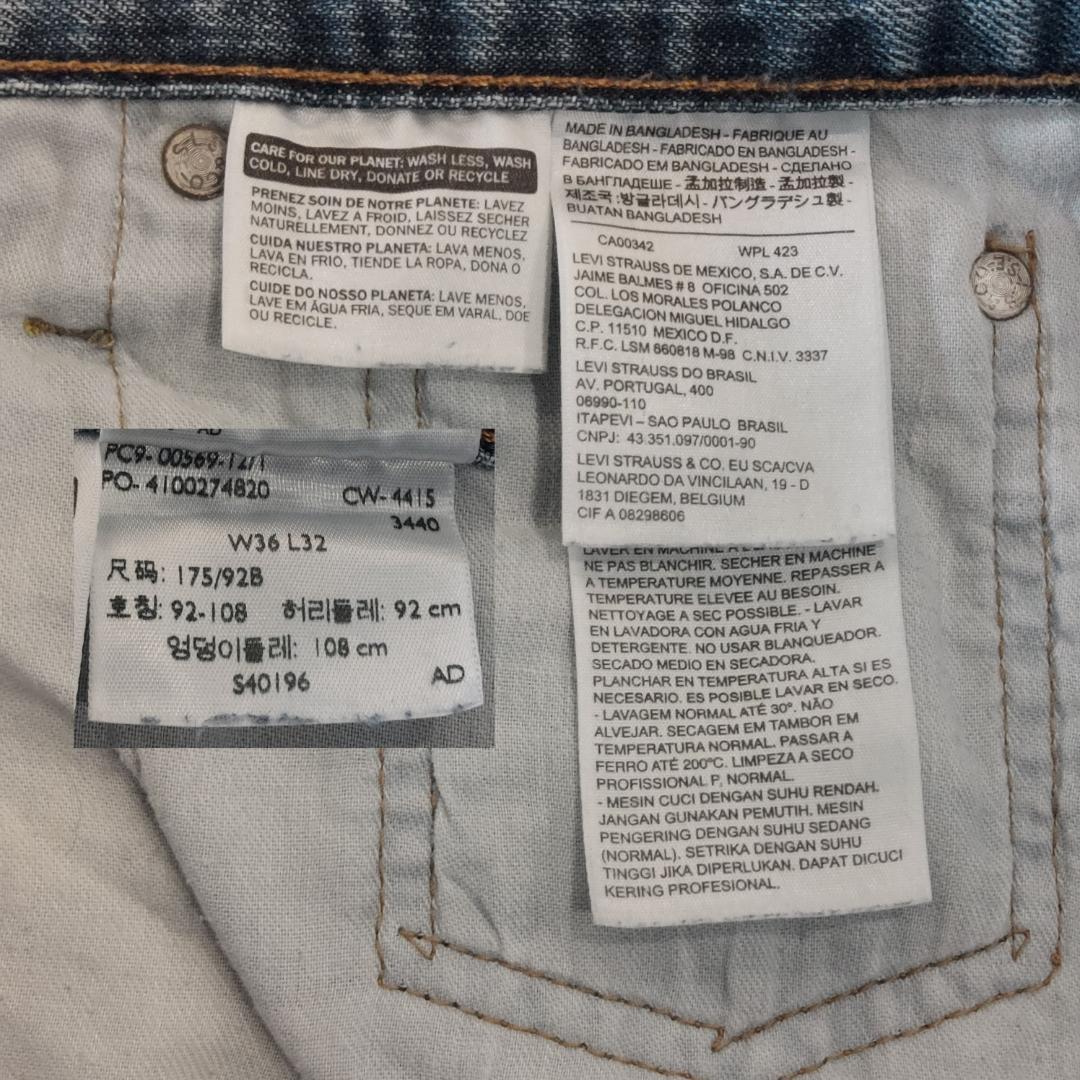 CARE FOR OUR PLANET: WASH LESS, WASH
COLD, LINE DRY, DONATE OR RECYCLE
PRENEZ SOIN DE NOTRE PLANETE: LAVEZ
MOINS, LAVEZ A FROID, LAISSEZ SECHER
NATURELLEMENT, DONNEZ OU RECYCLEZ
CUIDA NUESTRO PLANETA: LAVA MENOS,
LAVA EN FRIO, TIENDE LA ROPA, DONA O
RECICLA.
CUIDE DO NOSSO PLANETA: LAVE MENOS,
LAVE EM ÁGUA FRIA, SEQUE EM VARAL, DOE
OU RECICLE.
MADE IN BANGLADESH - FABRIQUE AU
BANGLADESH - FABRICADO EN BANGLADESH -
FABRICADO EM BANGLADESH - СДЕЛАНО
В БАНГЛАДЕШЕ - 孟加拉制造 - 孟加拉製 -
제조국 :방글라데시 - バングラデシュ製 -
BUATAN BANGLADESH
CA00342 WPL 423
LEVI STRAUSS DE MEXICO, S.A. DE C.V.
JAIME BALMES # 8 OFICINA 502
COL. LOS MORALES POLANCO
DELEGACION MIGUEL HIDALGO
C.P. 11510 MEXICO D.F.
R.F.C. LSM 860818 M-98 C.N.I.V. 3337
LEVI STRAUSS DO BRASIL
AV. PORTUGAL, 400
06990-110
ITAPEVI – SAO PAULO BRASIL
CNPJ: 43.351.097/0001-90
LEVI STRAUSS & CO. EU SCA/CVA
LEONARDO DA VINCILAAN, 19 - D
1831 DIEGEM, BELGIUM
CIF A 08298606
LAVER EN MACHINE A
NE PAS BLANCHIR. SECHER EN MACHINE
A TEMPERATURE MOYENNE. REPASSER A
TEMPERATURE ELEVEE AU BESOIN.
NETTOYAGE A SEC POSSIBLE. - LAVAR
EN LAVADORA CON AGUA FRIA Y
DETERGENTE. NO USAR BLANQUEADOR.
SECADO MEDIO EN SECADORA.
PLANCHAR EN TEMPERATURA ALTA SI ES
NECESARIO. ES POSIBLE LAVAR EN SECO.
- LAVAGEM NORMAL ATÉ 30º. NÃO
ALVEJAR. SECAGEM EM TAMBOR EM
TEMPERATURA NORMAL. PASSAR A
FERRO ATÉ 200ºC. LIMPEZA A SECO
PROFISSIONAL P, NORMAL.
- MESIN CUCI DENGAN SUHU RENDAH.
JANGAN GUNAKAN PEMUTIH. MESIN
PENGERING DENGAN SUHU SEDANG
(NORMAL). SETRIKA DENGAN SUHU
TINGGI JIKA DIPERLUKAN. DAPAT DICUCI
KERING PROFESIONAL.
AD
PC9- 00569-12/1
PO- 4100274820 CW- 4415
3440
W36 L32
尺码: 175/92B
호칭: 92-108 허리둘레: 92 cm
엉덩이둘레: 108 cm
S40196 AD